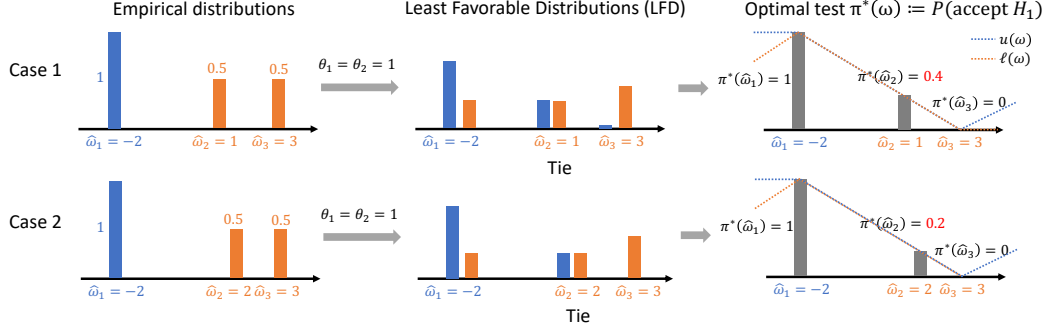 Empirical distributions
Least Favorable Distributions (LFD)
Optimal test π*(ω) ≔ P(accept H₁)
Case 1
1
0.5
0.5
θ₁ = θ₂ = 1
u(ω)
ℓ(ω)
π*(ω̂₁) = 1
π*(ω̂₂) = 0.4
π*(ω̂₃) = 0
ω̂₁ = −2
ω̂₂ = 1
ω̂₃ = 3
ω̂₁ = −2
ω̂₂ = 1
ω̂₃ = 3
ω̂₁ = −2
ω̂₂ = 1
ω̂₃ = 3
Tie
Case 2
1
0.5
0.5
θ₁ = θ₂ = 1
π*(ω̂₁) = 1
π*(ω̂₂) = 0.2
π*(ω̂₃) = 0
ω̂₁ = −2
ω̂₂ = 2
ω̂₃ = 3
ω̂₁ = −2
ω̂₂ = 2
ω̂₃ = 3
ω̂₁ = −2
ω̂₂ = 2
ω̂₃ = 3
Tie